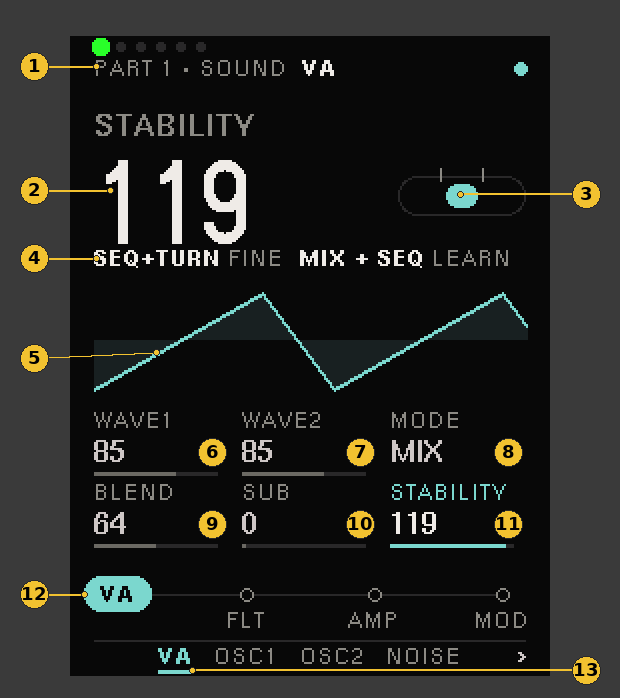 1 PART 1 · SOUND VA
STABILITY
2 119 3
4 SEQ+TURN FINE MIX + SEQ LEARN
5
WAVE1 WAVE2 MODE
85 6 85 7 MIX 8
BLEND SUB STABILITY
64 9 0 10 119 11
12 VA
FLT AMP MOD
VA OSC1 OSC2 NOISE >
13